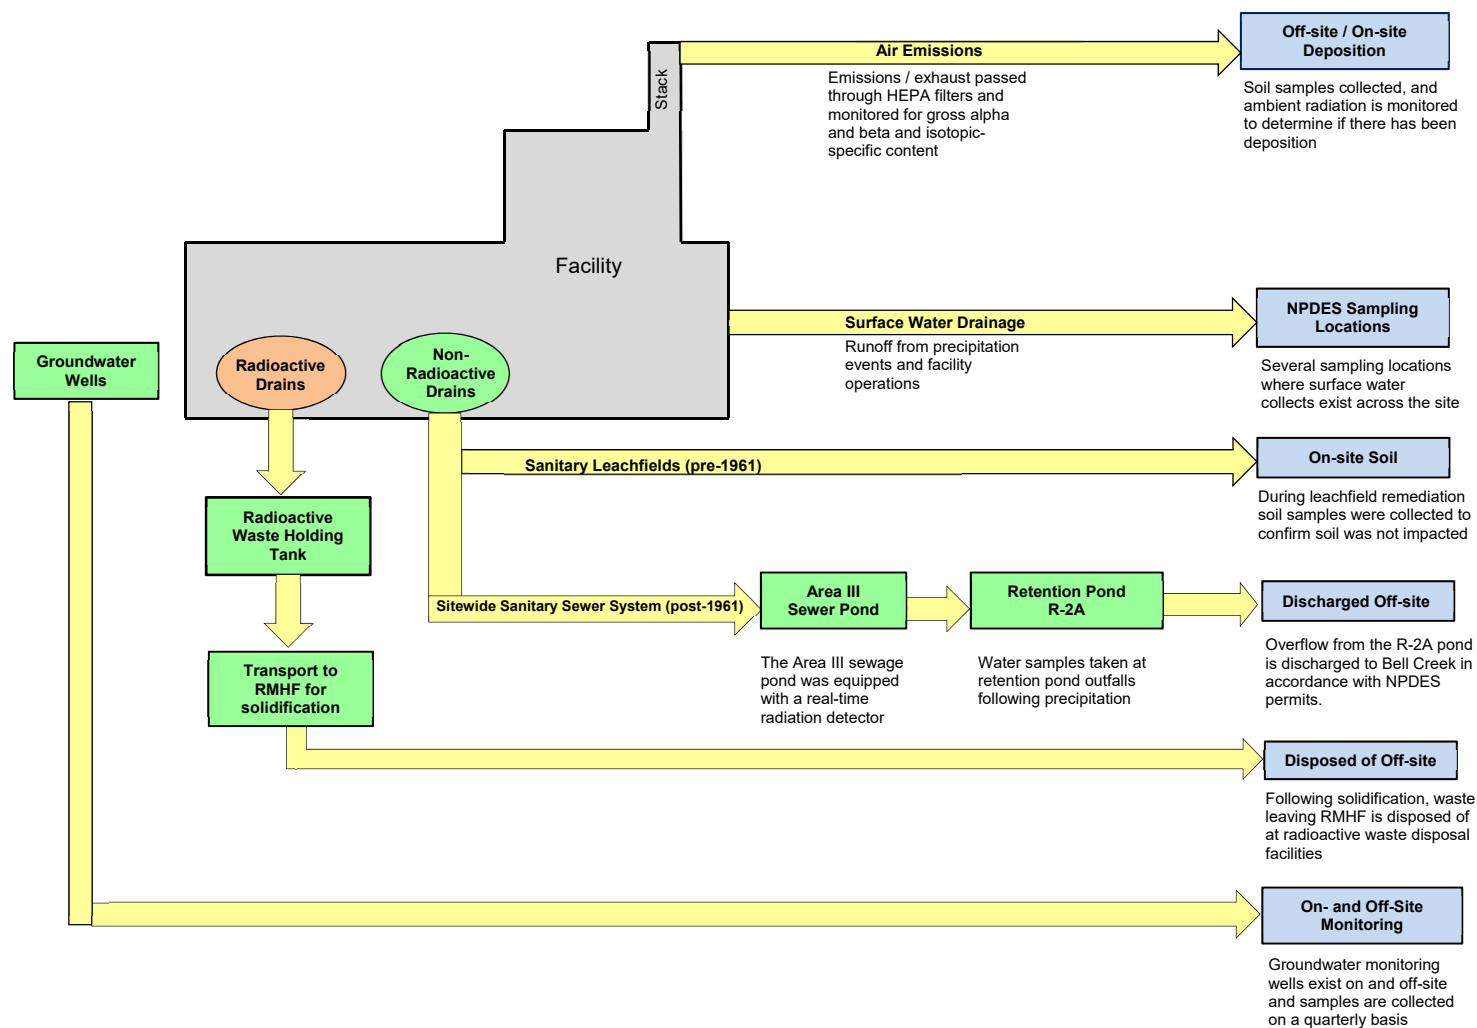 Air Emissions
Off-site / On-site
Deposition
Stack
Emissions / exhaust passed
through HEPA filters and
monitored for gross alpha
and beta and isotopic-
specific content
Soil samples collected, and
ambient radiation is monitored
to determine if there has been
deposition
Facility
Surface Water Drainage
Runoff from precipitation
events and facility
operations
NPDES Sampling
Locations
Several sampling locations
where surface water
collects exist across the site
Groundwater
Wells
Radioactive
Drains
Non-
Radioactive
Drains
Sanitary Leachfields (pre-1961)
On-site Soil
During leachfield remediation
soil samples were collected to
confirm soil was not impacted
Radioactive
Waste Holding
Tank
Sitewide Sanitary Sewer System (post-1961)
Area III
Sewer Pond
Retention Pond
R-2A
Discharged Off-site
The Area III sewage
pond was equipped
with a real-time
radiation detector
Water samples taken at
retention pond outfalls
following precipitation
Overflow from the R-2A pond
is discharged to Bell Creek in
accordance with NPDES
permits.
Transport to
RMHF for
solidification
Disposed of Off-site
Following solidification, waste
leaving RMHF is disposed of
at radioactive waste disposal
facilities
On- and Off-Site
Monitoring
Groundwater monitoring
wells exist on and off-site
and samples are collected
on a quarterly basis